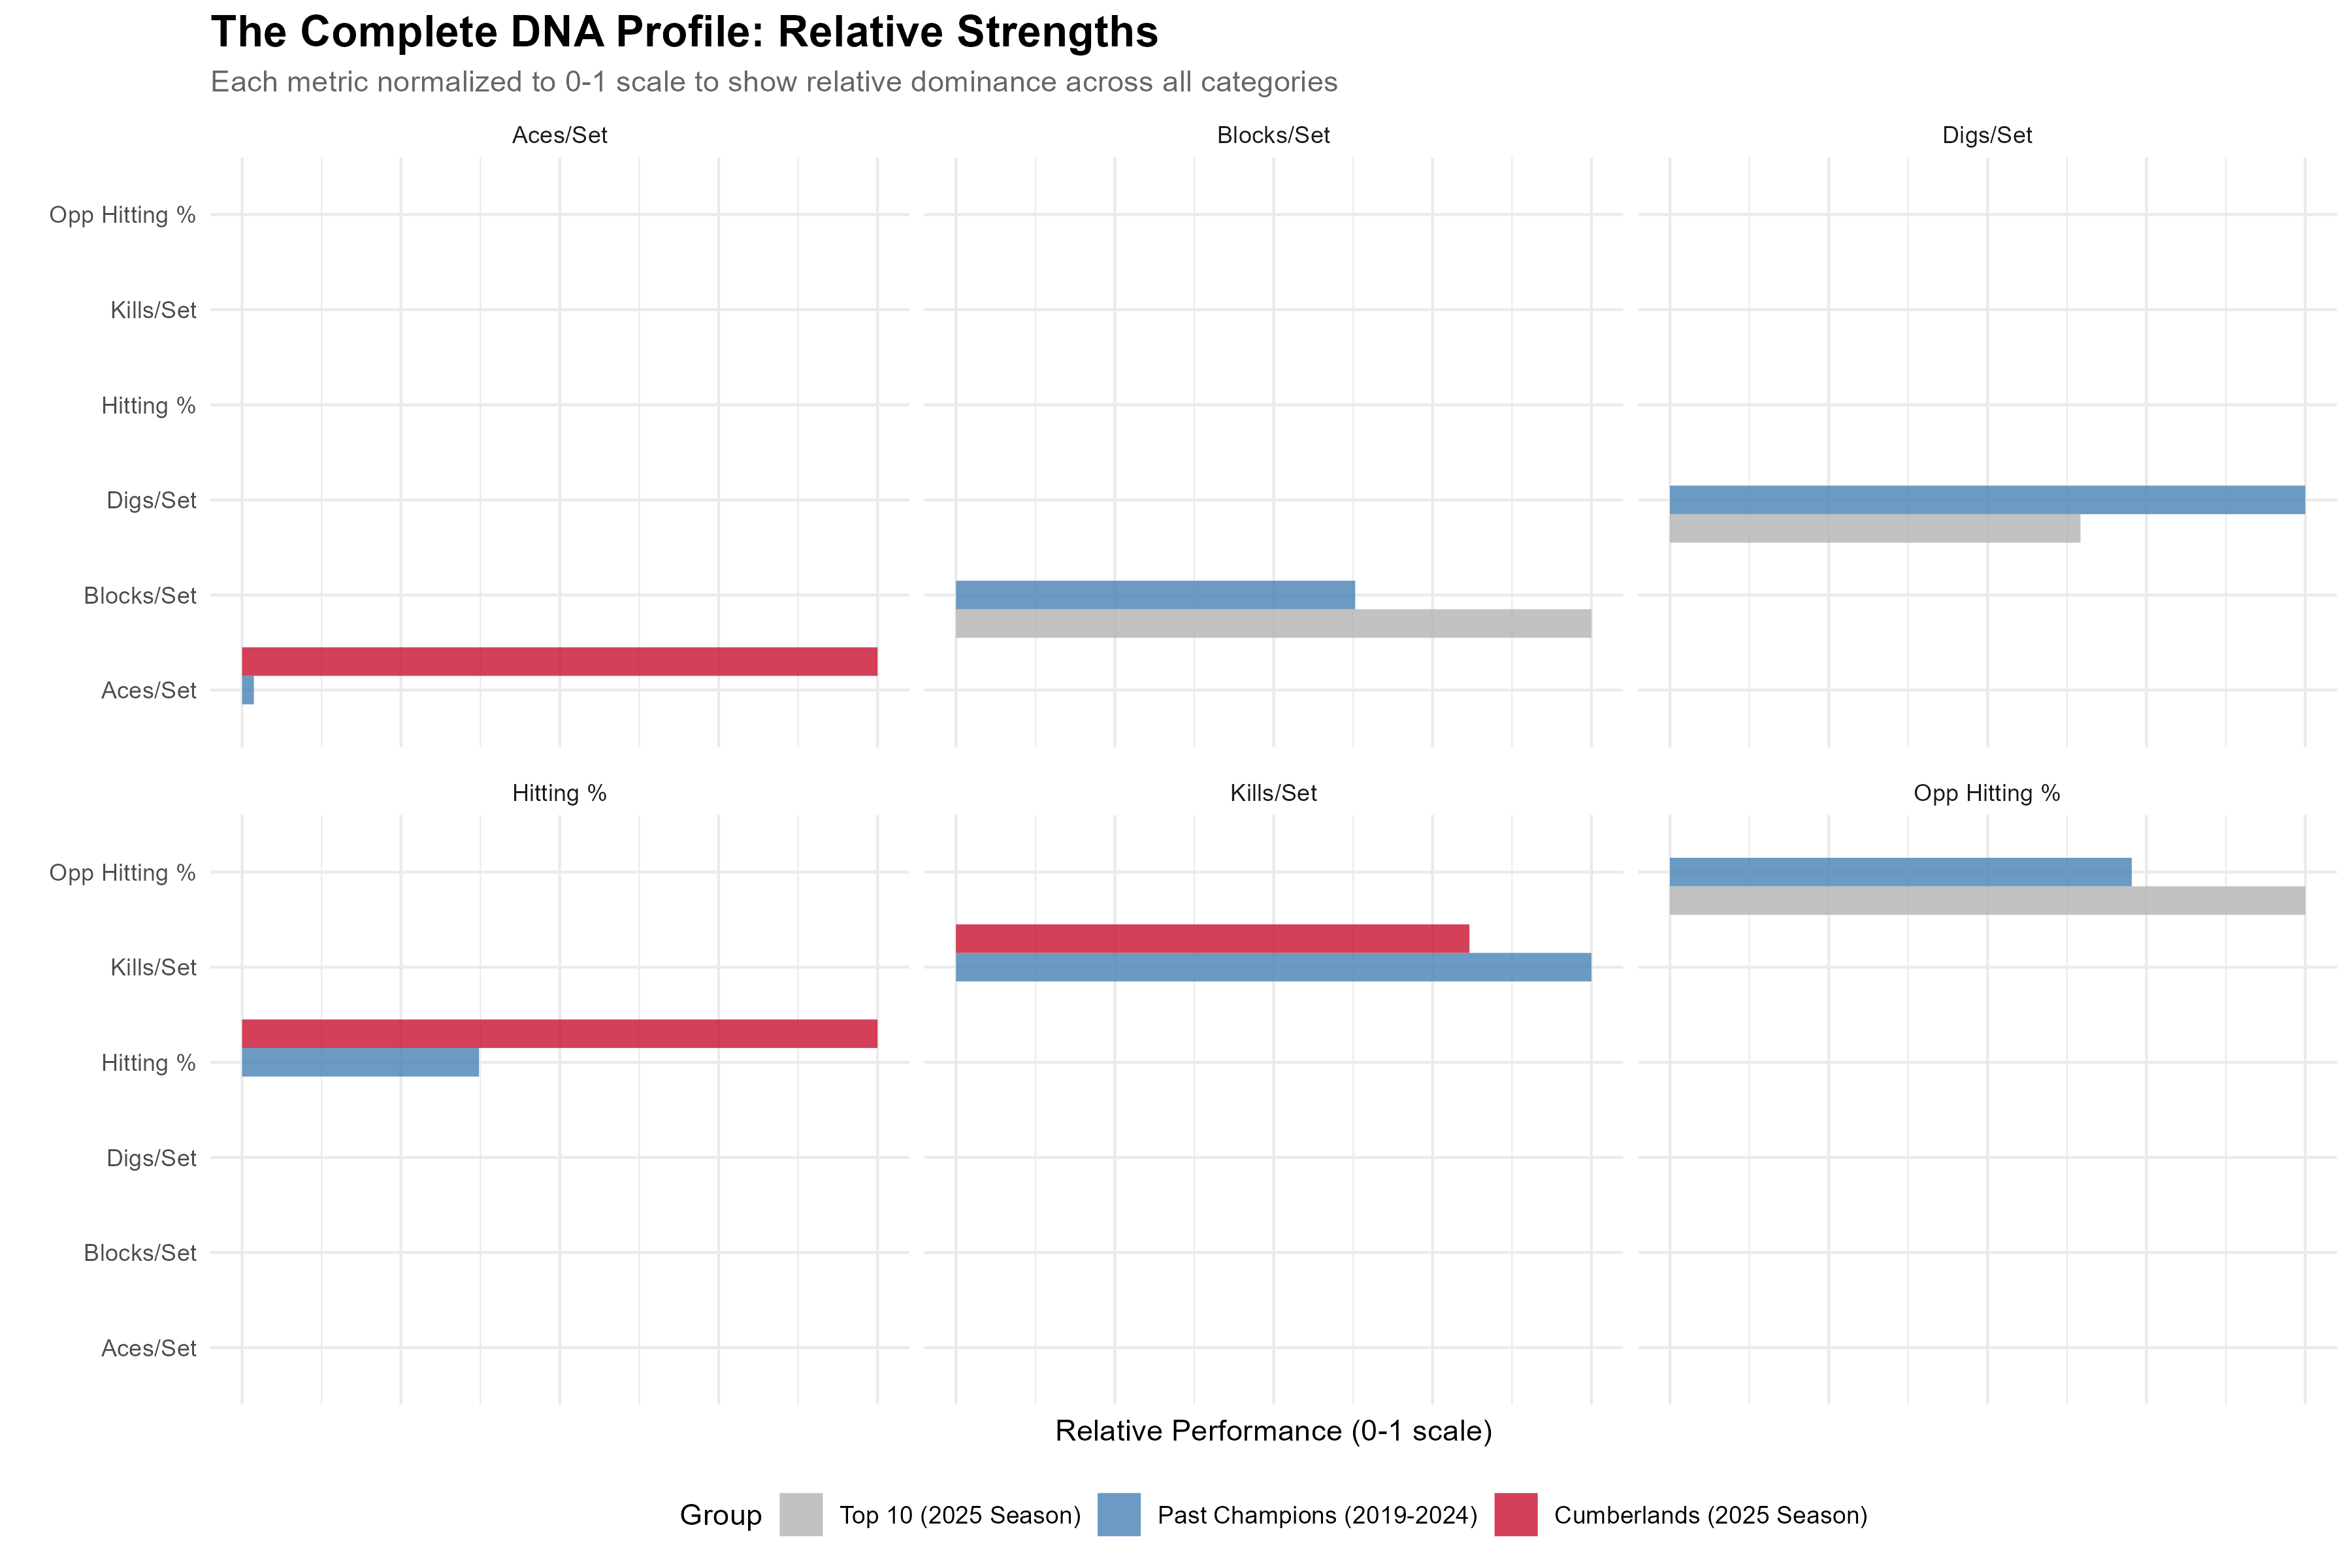 The Complete DNA Profile: Relative Strengths
Each metric normalized to 0-1 scale to show relative dominance across all categories
Aces/Set
Blocks/Set
Digs/Set
Opp Hitting %
Kills/Set
Hitting %
Digs/Set
Blocks/Set
Aces/Set
Hitting %
Kills/Set
Opp Hitting %
Opp Hitting %
Kills/Set
Hitting %
Digs/Set
Blocks/Set
Aces/Set
Relative Performance (0-1 scale)
Group
Top 10 (2025 Season)
Past Champions (2019-2024)
Cumberlands (2025 Season)